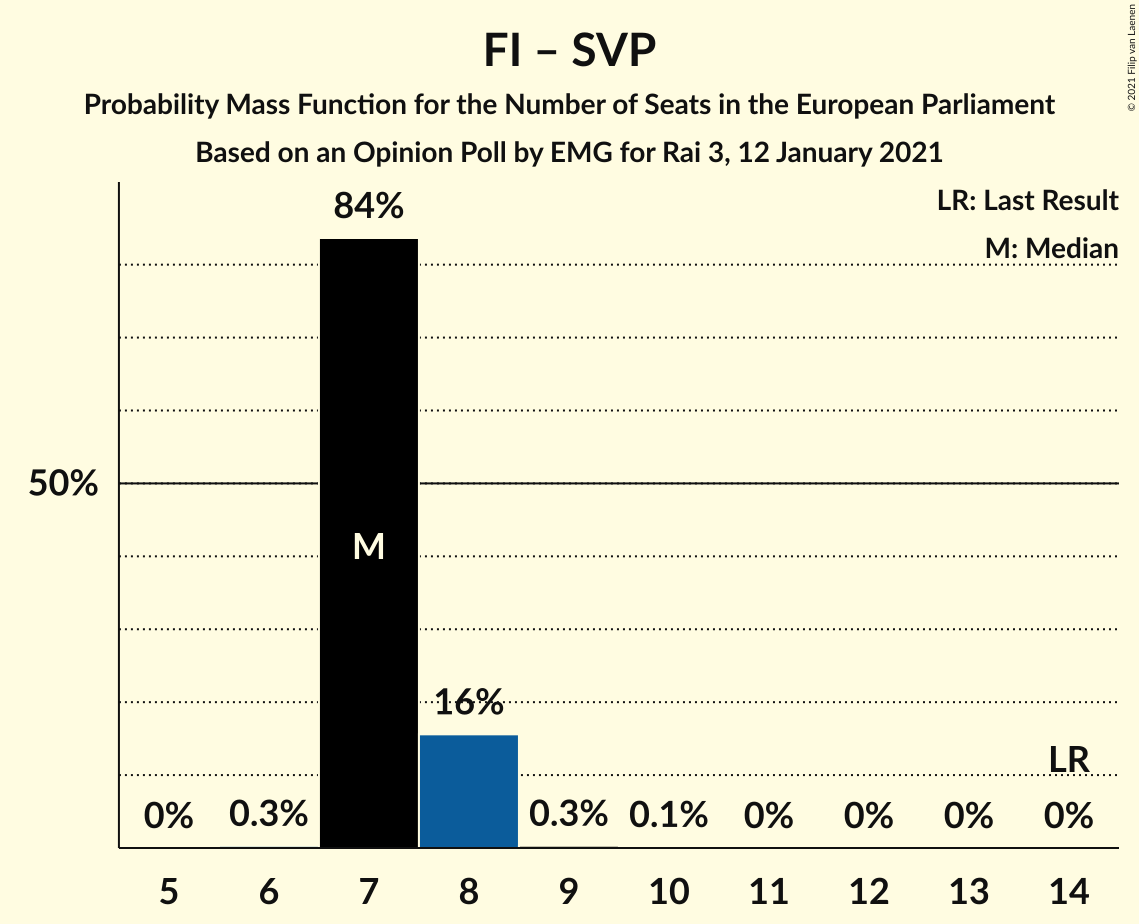 FI – SVP
Probability Mass Function for the Number of Seats in the European Parliament
Based on an Opinion Poll by EMG for Rai 3, 12 January 2021
© 2021 Filip van Laenen
LR: Last Result
M: Median
84%
50%
M
16%
LR
0% 0.3% 0.3% 0.1% 0% 0% 0% 0%
5 6 7 8 9 10 11 12 13 14